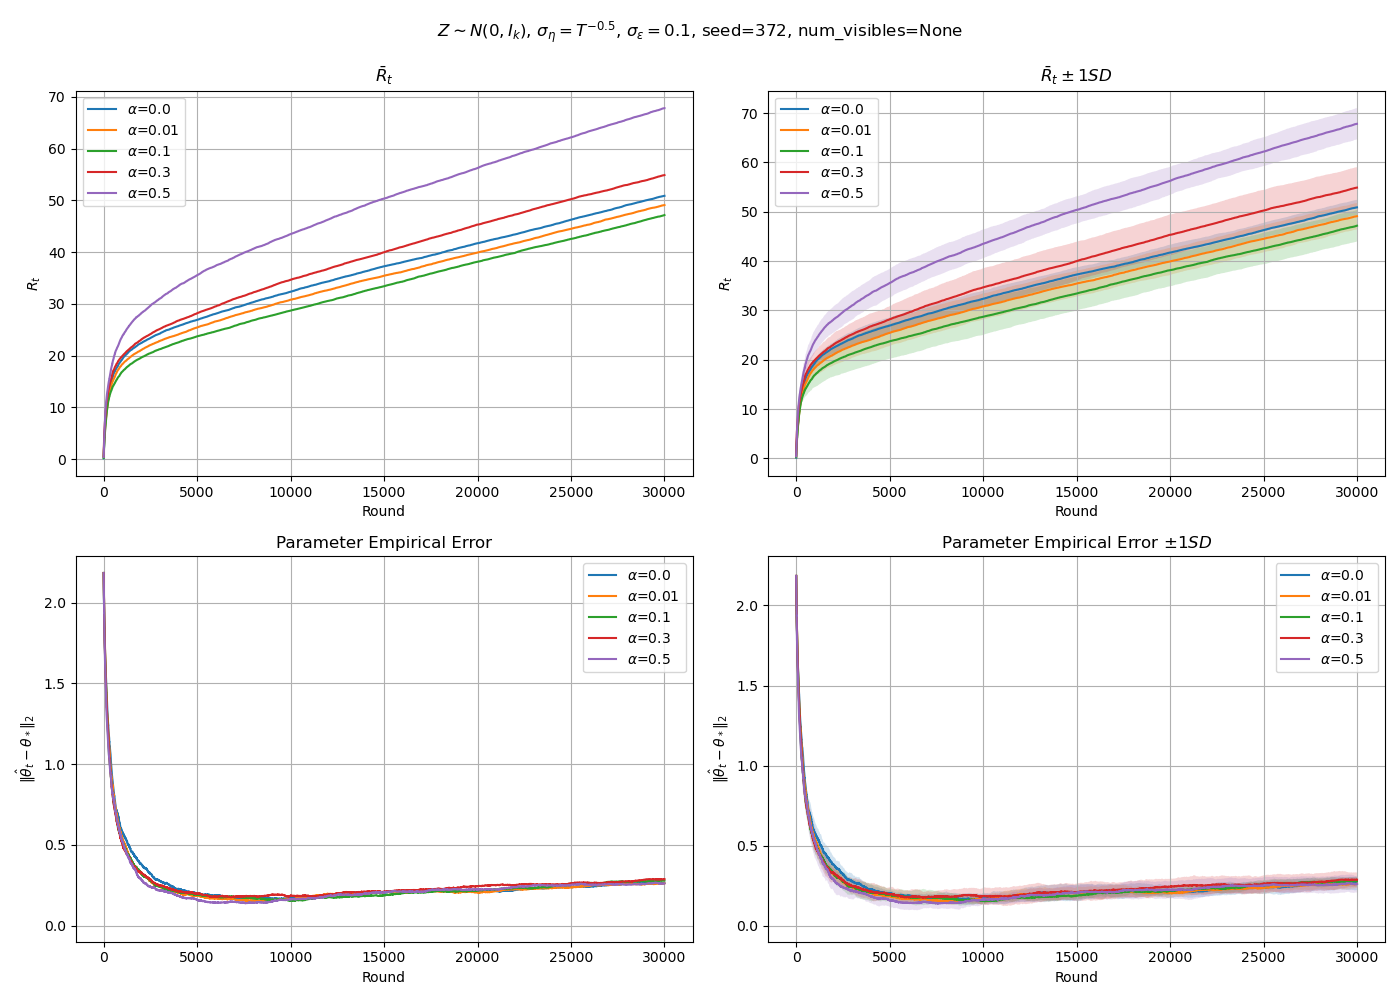 Z ∼ N(0, I_k), σ_η = T^{−0.5}, σ_ε = 0.1, seed=372, num_visibles=None
R̄_t
R_t
70
60
50
40
30
20
10
0
α=0.0
α=0.01
α=0.1
α=0.3
α=0.5
0 5000 10000 15000 20000 25000 30000
Round
R̄_t ± 1SD
R_t
70
60
50
40
30
20
10
0
α=0.0
α=0.01
α=0.1
α=0.3
α=0.5
0 5000 10000 15000 20000 25000 30000
Round
Parameter Empirical Error
‖θ̂_t − θ_*‖_2
2.0
1.5
1.0
0.5
0.0
α=0.0
α=0.01
α=0.1
α=0.3
α=0.5
0 5000 10000 15000 20000 25000 30000
Round
Parameter Empirical Error ±1SD
‖θ̂_t − θ_*‖_2
2.0
1.5
1.0
0.5
0.0
α=0.0
α=0.01
α=0.1
α=0.3
α=0.5
0 5000 10000 15000 20000 25000 30000
Round